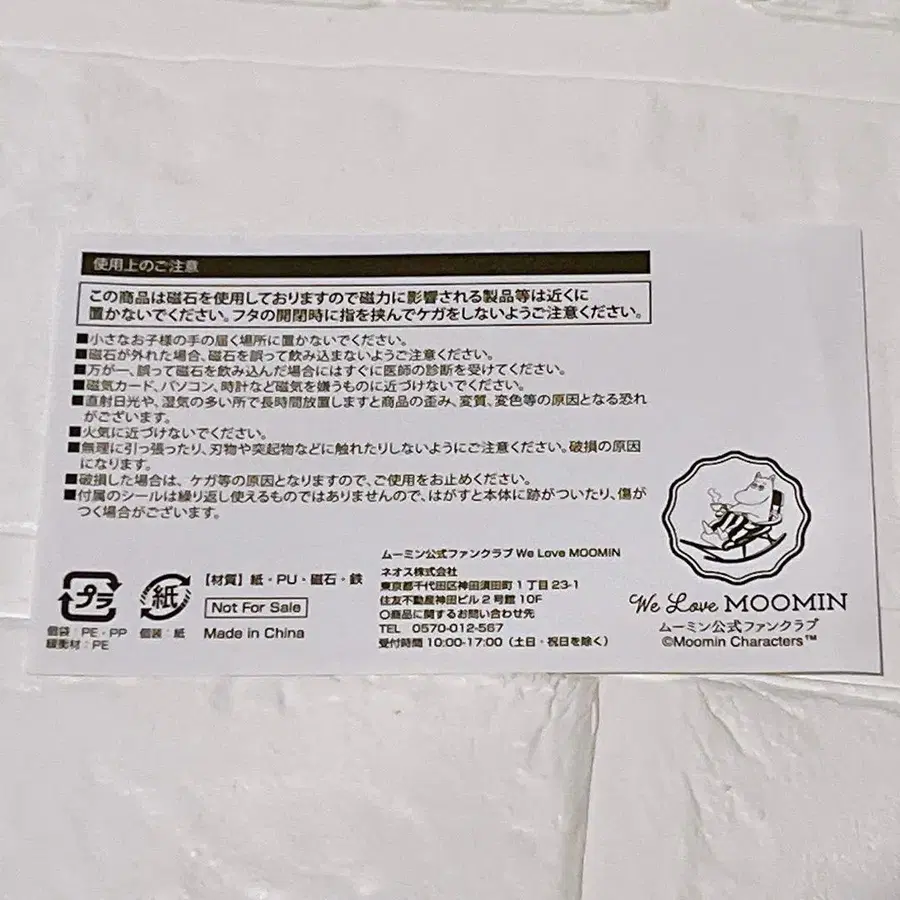 使用上のご注意
この商品は磁石を使用しておりますので磁力に影響される製品等は近くに
置かないでください。フタの開閉時に指を挟んでケガをしないようご注意ください。
■小さなお子様の手の届く場所に置かないでください。
■磁石が外れた場合、磁石を誤って飲み込まないようご注意ください。
■万が一、誤って磁石を飲み込んだ場合にはすぐに医師の診断を受けてください。
■磁気カード、パソコン、時計など磁気を嫌うものに近づけないでください。
■直射日光や、湿気の多い所で長時間放置しますと商品の歪み、変質、変色等の原因となる恐れ
がございます。
■火気に近づけないでください。
■無理に引っ張ったり、刃物や突起物などに触れたりしないようにご注意ください。破損の原因
になります。
■破損した場合は、ケガ等の原因となりますので、ご使用をお止めください。
■付属のシールは繰り返し使えるものではありませんので、はがすと本体に跡がついたり、傷が
つく場合がございます。
プラ
個袋:PE・PP
緩衝材:PE
紙
個装:紙
【材質】紙・PU・磁石・鉄
Not For Sale
Made in China
ムーミン公式ファンクラブ We Love MOOMIN
ネオス株式会社
東京都千代田区神田須田町1丁目23-1
住友不動産神田ビル2号館10F
〇商品に関するお問い合わせ先
TEL 0570-012-567
受付時間 10:00-17:00(土日・祝日を除く)
We Love MOOMIN
ムーミン公式ファンクラブ
©Moomin Characters™